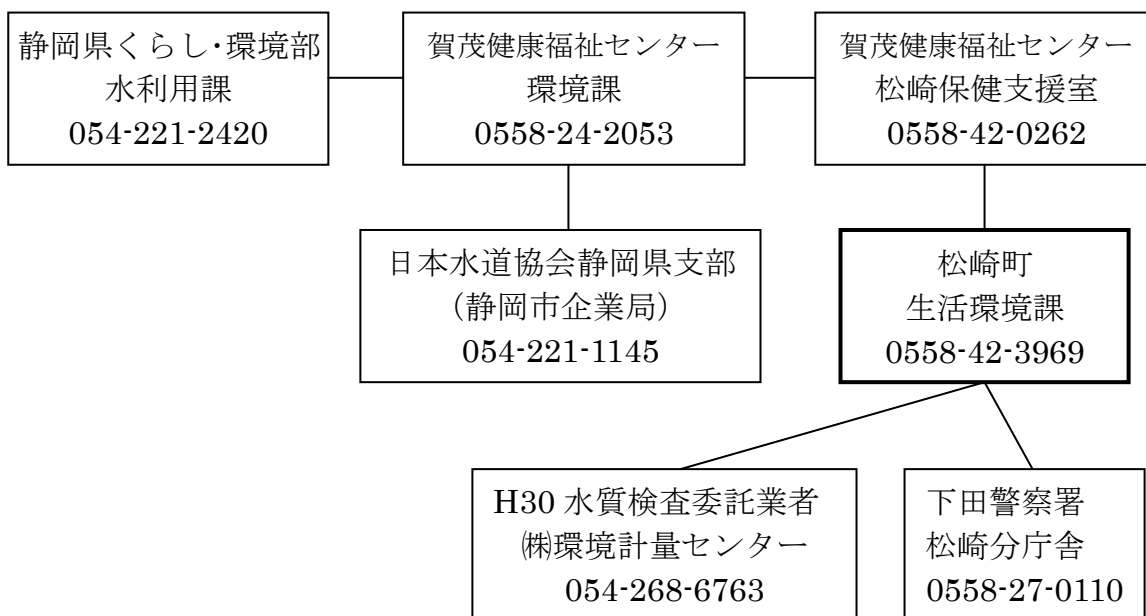 静岡県くらし･環境部
水利用課
054-221-2420
賀茂健康福祉センター
環境課
0558-24-2053
賀茂健康福祉センター
松崎保健支援室
0558-42-0262
日本水道協会静岡県支部
（静岡市企業局）
054-221-1145
松崎町
生活環境課
0558-42-3969
H30 水質検査委託業者
㈱環境計量センター
054-268-6763
下田警察署
松崎分庁舎
0558-27-0110